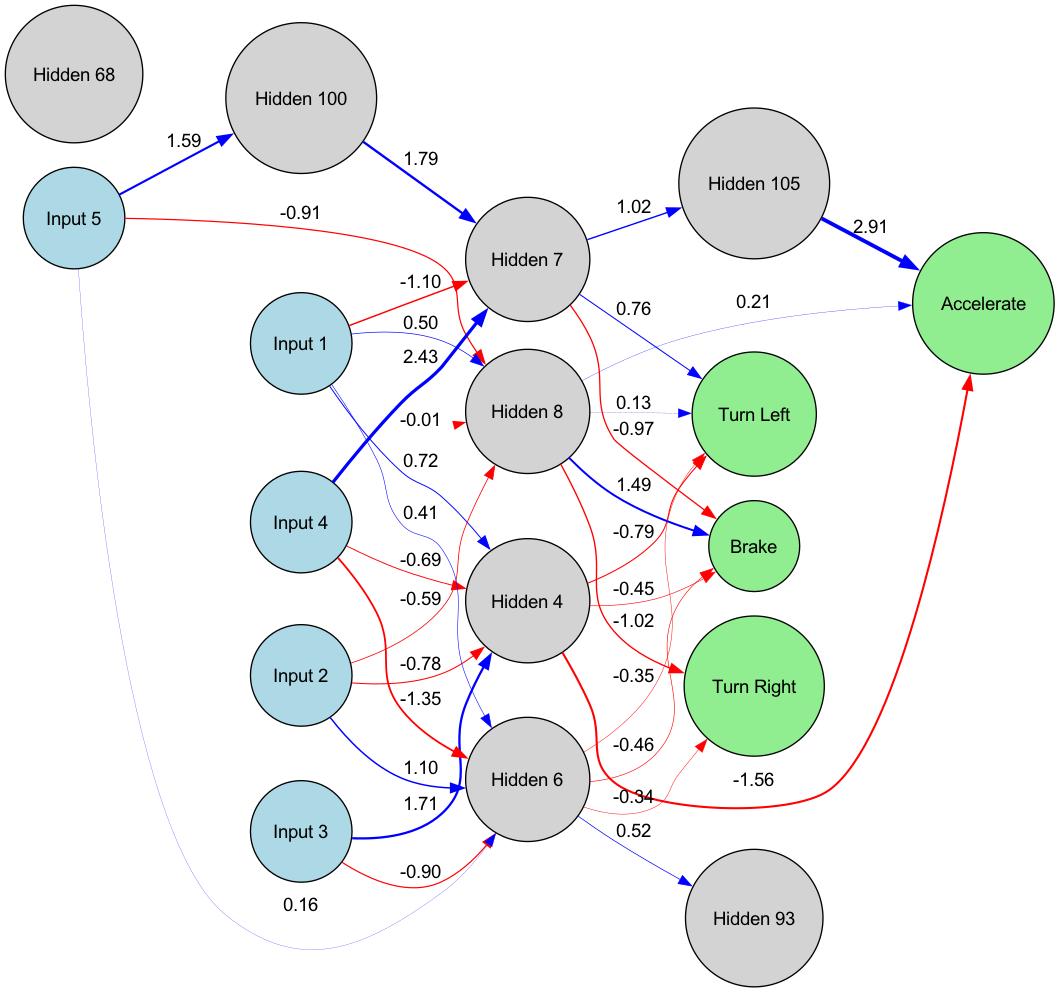 Hidden 68
Hidden 100
1.59
1.79
Hidden 105
Input 5
-0.91
1.02
2.91
Hidden 7
-1.10
Accelerate
0.21
0.76
Input 1
0.50
2.43
Hidden 8
0.13
Turn Left
-0.01
-0.97
0.72
1.49
Input 4
0.41
-0.79
Brake
-0.69
-0.45
-0.59
Hidden 4
-1.02
Input 2
-0.78
-0.35
Turn Right
-1.35
-0.46
1.10
Hidden 6
-1.56
1.71
-0.34
Input 3
0.52
-0.90
0.16
Hidden 93